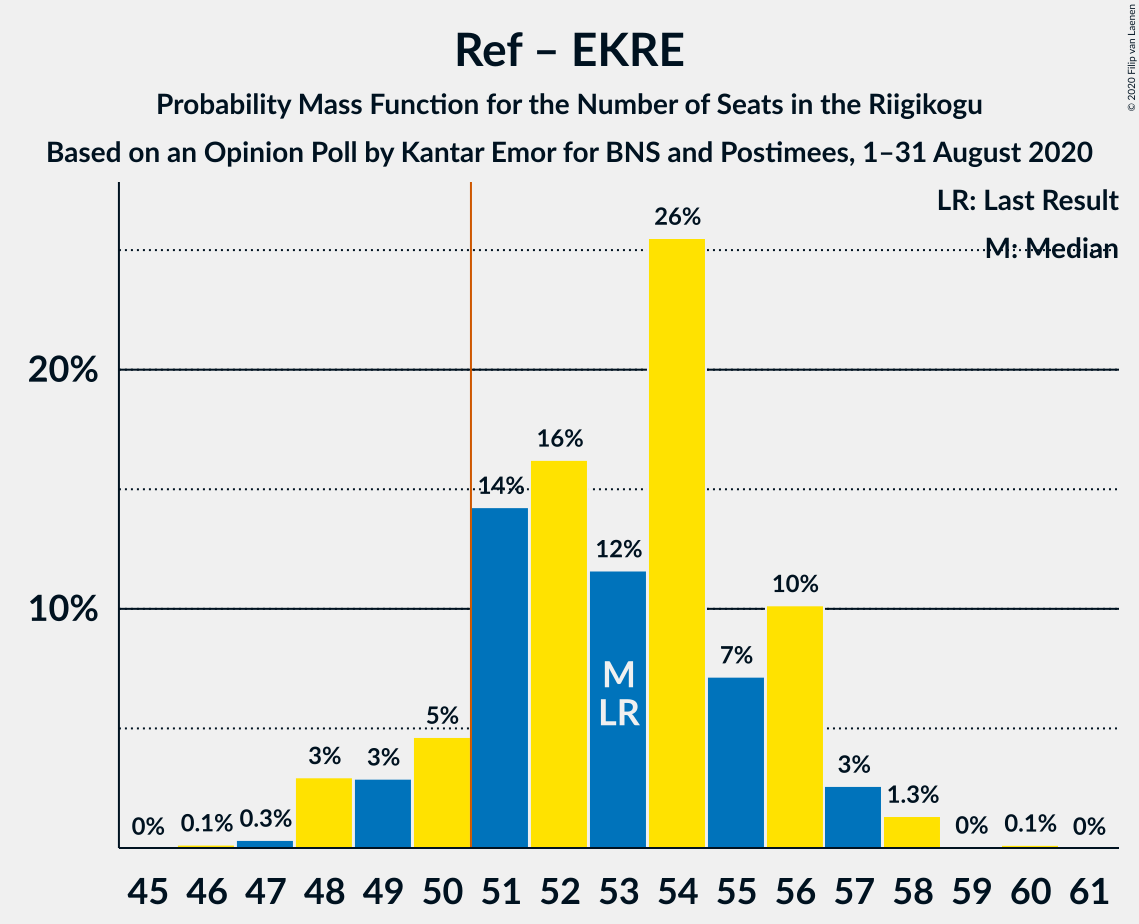 Ref – EKRE
Probability Mass Function for the Number of Seats in the Riigikogu
Based on an Opinion Poll by Kantar Emor for BNS and Postimees, 1–31 August 2020
© 2020 Filip van Laenen
LR: Last Result
M: Median
20%
10%
0% 0.1% 0.3% 3% 3% 5% 14% 16% 12% 26% 7% 10% 3% 1.3% 0% 0.1% 0%
M
LR
45 46 47 48 49 50 51 52 53 54 55 56 57 58 59 60 61